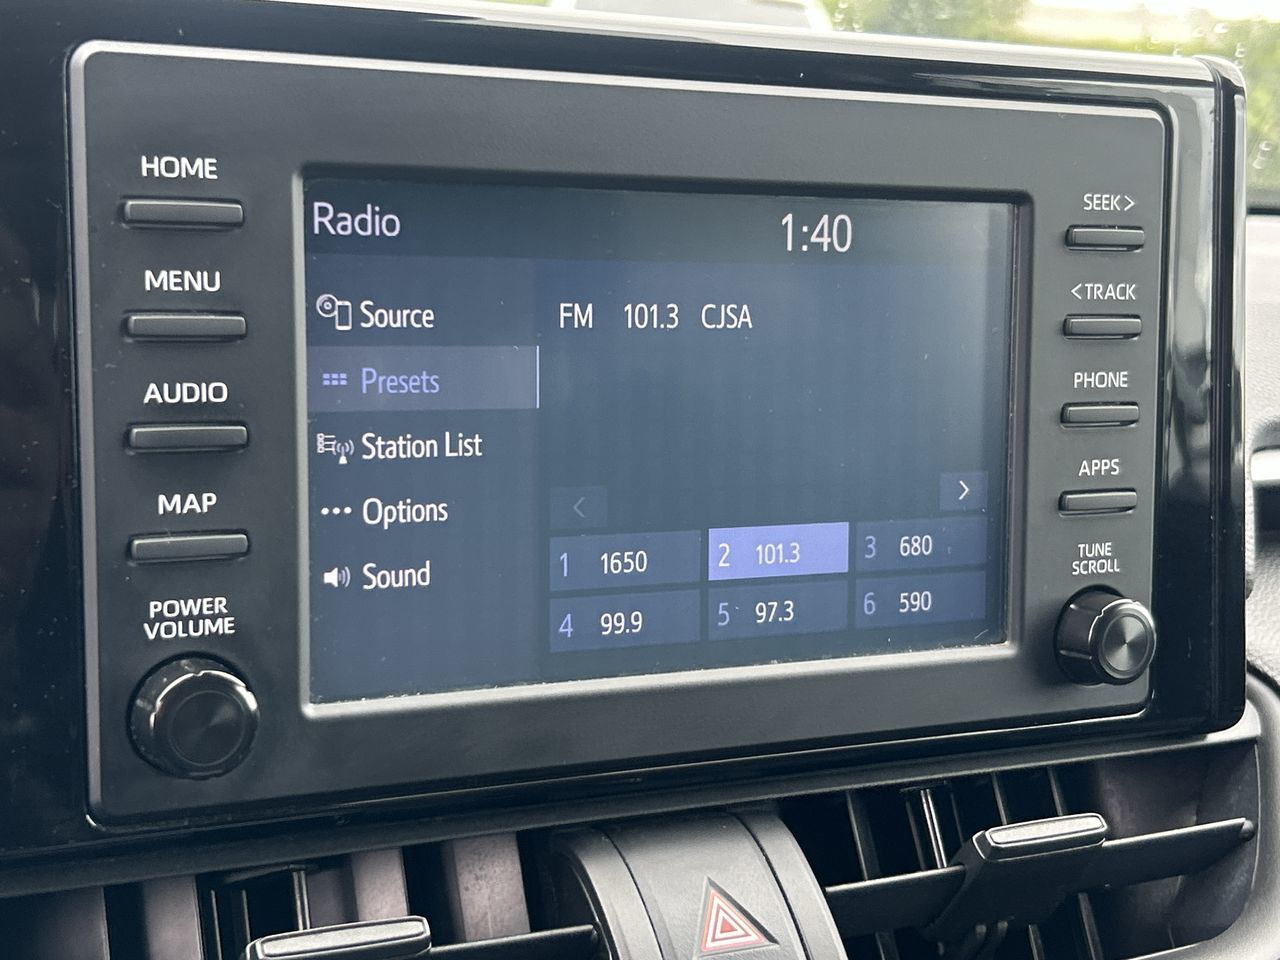 HOME
MENU
AUDIO
MAP
POWER
VOLUME
Radio
1:40
Source
Presets
Station List
Options
Sound
FM 101.3 CJSA
< >
1 1650
2 101.3
3 680
4 99.9
5 97.3
6 590
SEEK>
<TRACK
PHONE
APPS
TUNE
SCROLL